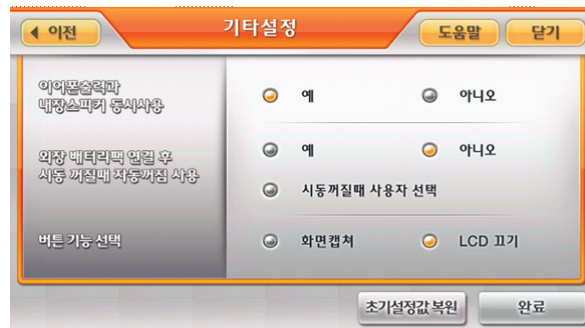 이전
기타설정
도움말
닫기
이어폰출력과
내장스피커 동시사용
예
아니오
외장 배터리팩 연결 후
시동 꺼질때 자동꺼짐 사용
예
아니오
시동꺼질때 사용자 선택
버튼 기능 선택
화면캡쳐
LCD 끄기
초기설정값 복원
완료